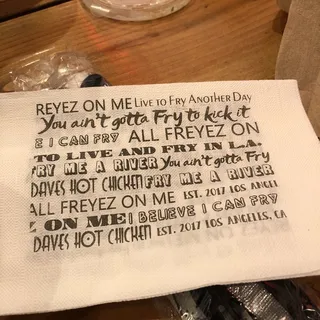 REYEZ ON ME LIVE TO FRY ANOTHER DAY
You ain't gotta Fry to kick it
E I CAN FRY ALL FREYEZ ON
TO LIVE AND FRY IN L.A.
FRY ME A RIVER You ain't gotta Fry
DAVES HOT CHICKEN FRY ME A RIVER
ALL FREYEZ ON ME EST. 2017 LOS ANGEL
Z ON ME I BELIEVE I CAN FRY
DAVES HOT CHICKEN EST. 2017 LOS ANGELES, CA